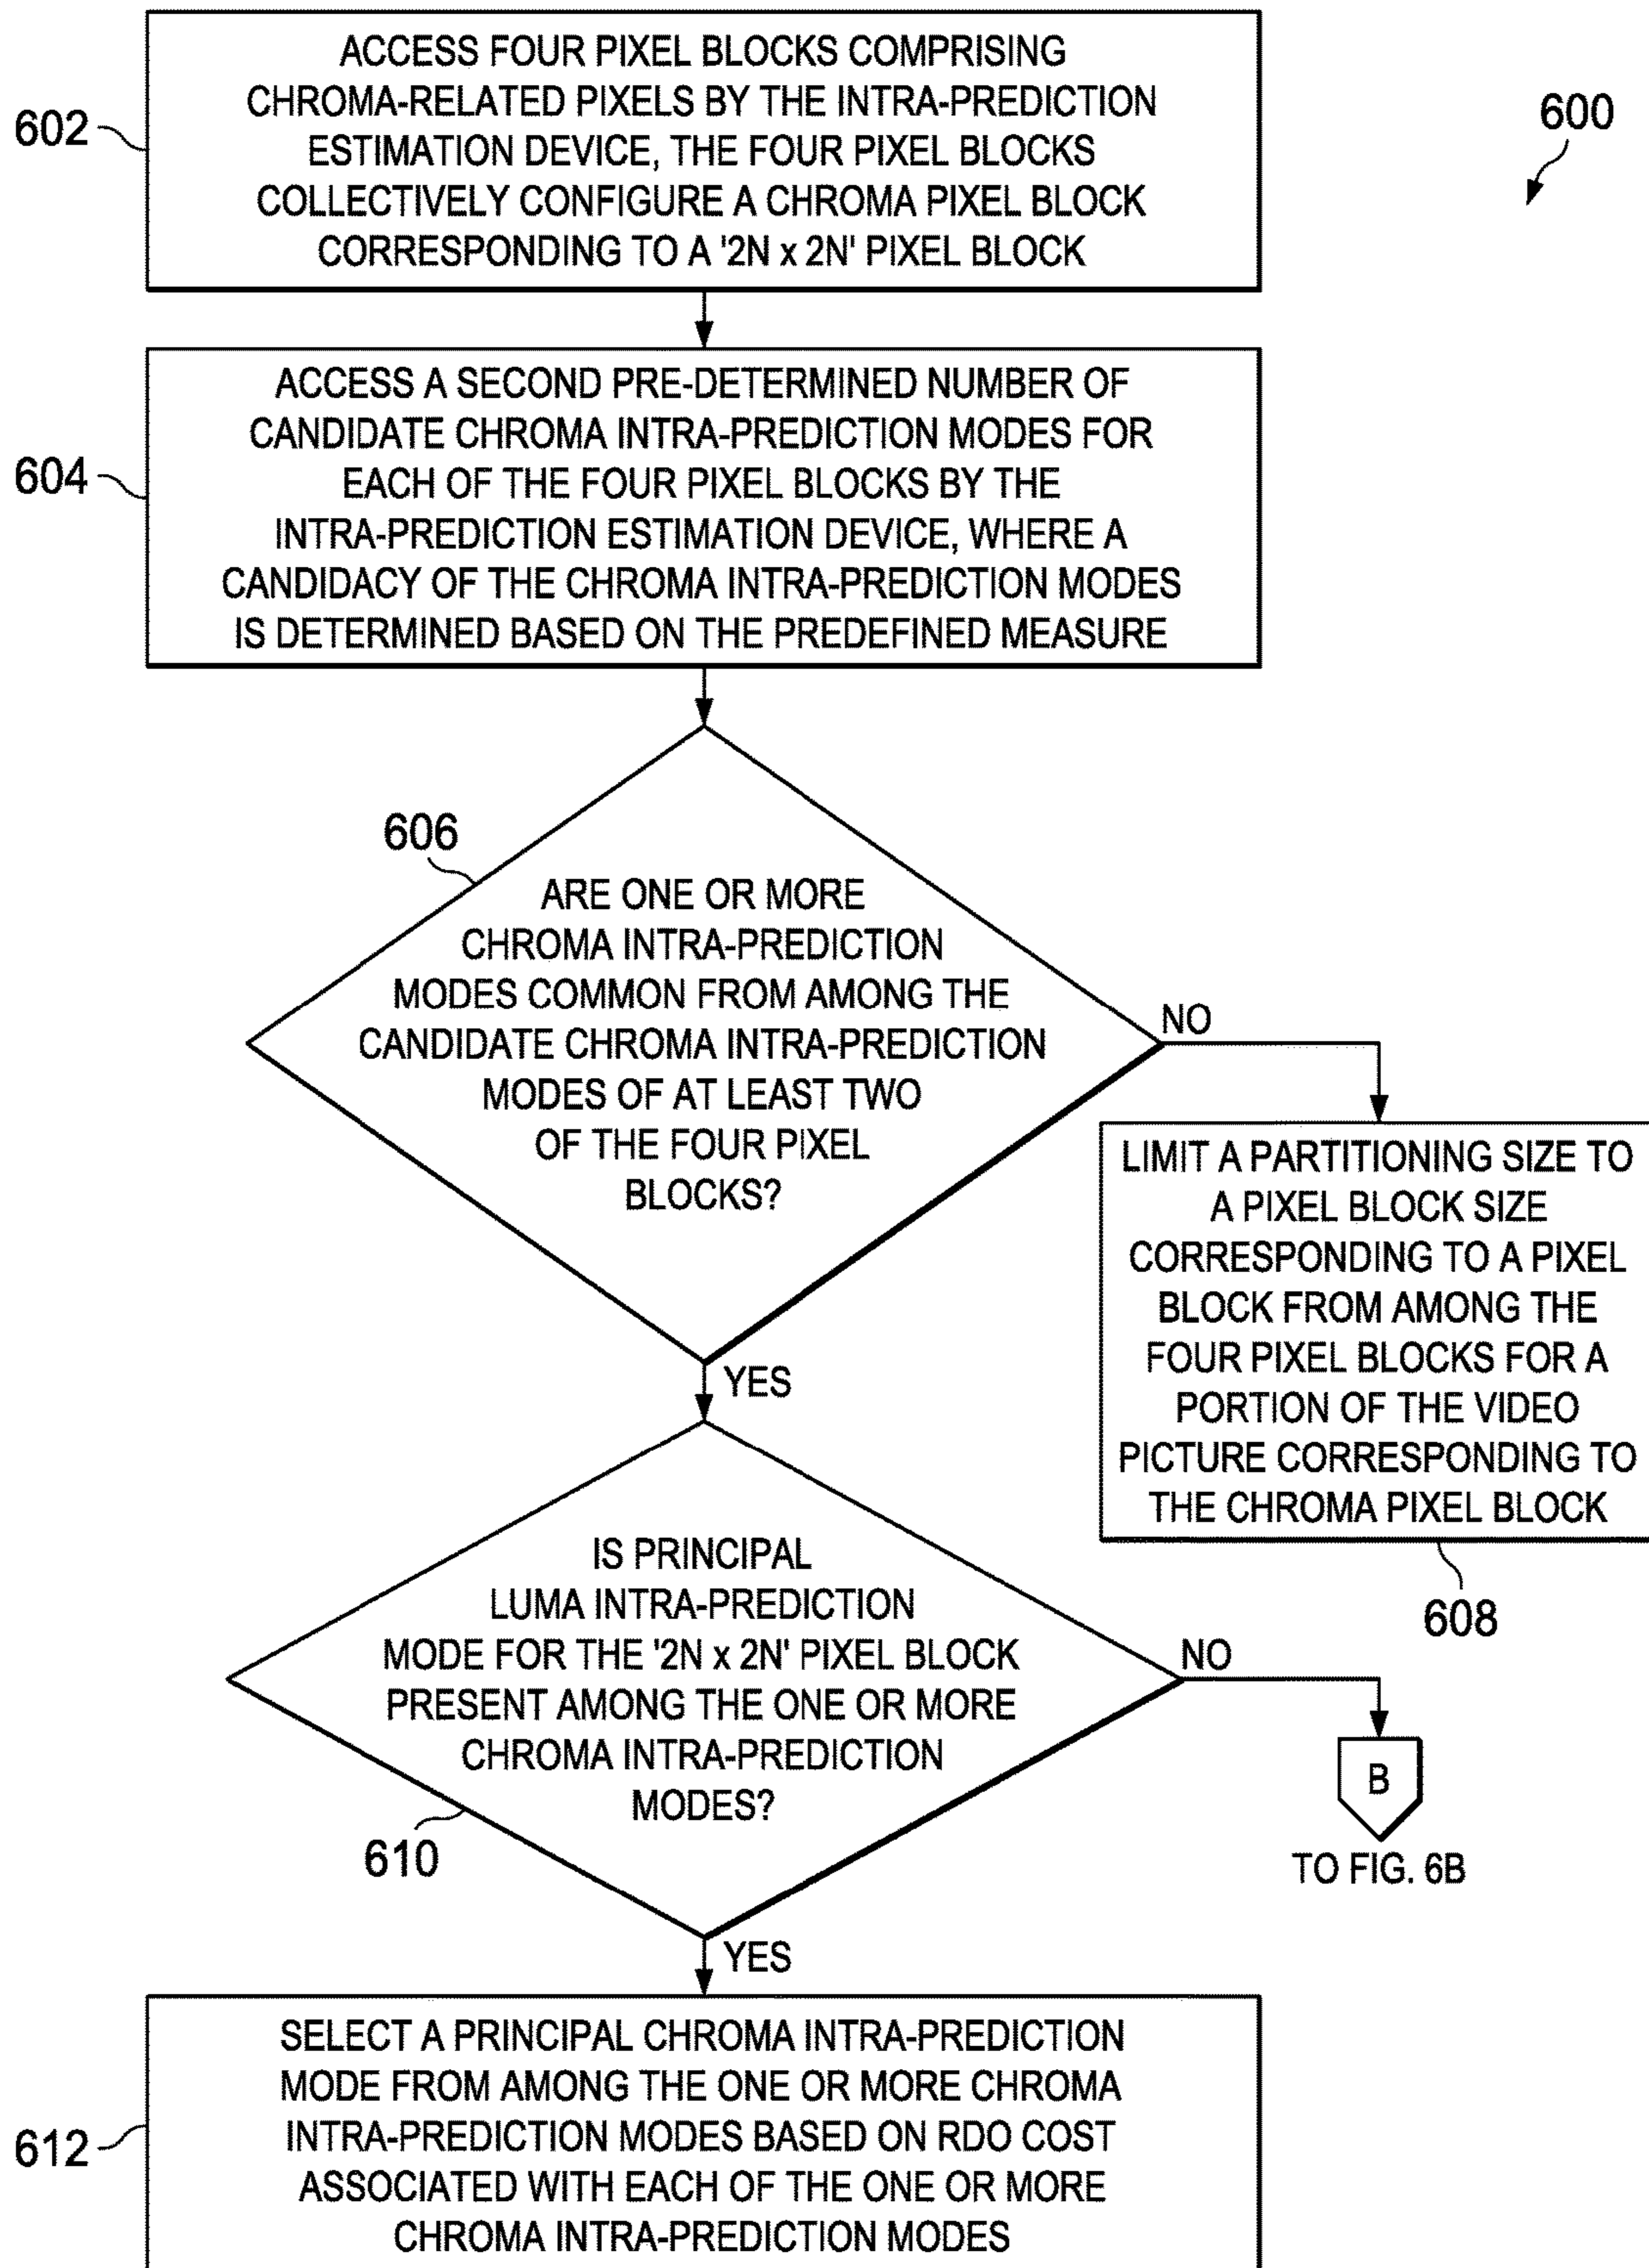 ACCESS FOUR PIXEL BLOCKS COMPRISING
CHROMA-RELATED PIXELS BY THE INTRA-PREDICTION
ESTIMATION DEVICE, THE FOUR PIXEL BLOCKS
COLLECTIVELY CONFIGURE A CHROMA PIXEL BLOCK
CORRESPONDING TO A '2N x 2N' PIXEL BLOCK
602
600
ACCESS A SECOND PRE-DETERMINED NUMBER OF
CANDIDATE CHROMA INTRA-PREDICTION MODES FOR
EACH OF THE FOUR PIXEL BLOCKS BY THE
INTRA-PREDICTION ESTIMATION DEVICE, WHERE A
CANDIDACY OF THE CHROMA INTRA-PREDICTION MODES
IS DETERMINED BASED ON THE PREDEFINED MEASURE
604
606
ARE ONE OR MORE
CHROMA INTRA-PREDICTION
MODES COMMON FROM AMONG THE
CANDIDATE CHROMA INTRA-PREDICTION
MODES OF AT LEAST TWO
OF THE FOUR PIXEL
BLOCKS?
NO
LIMIT A PARTITIONING SIZE TO
A PIXEL BLOCK SIZE
CORRESPONDING TO A PIXEL
BLOCK FROM AMONG THE
FOUR PIXEL BLOCKS FOR A
PORTION OF THE VIDEO
PICTURE CORRESPONDING TO
THE CHROMA PIXEL BLOCK
608
YES
IS PRINCIPAL
LUMA INTRA-PREDICTION
MODE FOR THE '2N x 2N' PIXEL BLOCK
PRESENT AMONG THE ONE OR MORE
CHROMA INTRA-PREDICTION
MODES?
610
NO
B
TO FIG. 6B
YES
SELECT A PRINCIPAL CHROMA INTRA-PREDICTION
MODE FROM AMONG THE ONE OR MORE CHROMA
INTRA-PREDICTION MODES BASED ON RDO COST
ASSOCIATED WITH EACH OF THE ONE OR MORE
CHROMA INTRA-PREDICTION MODES
612